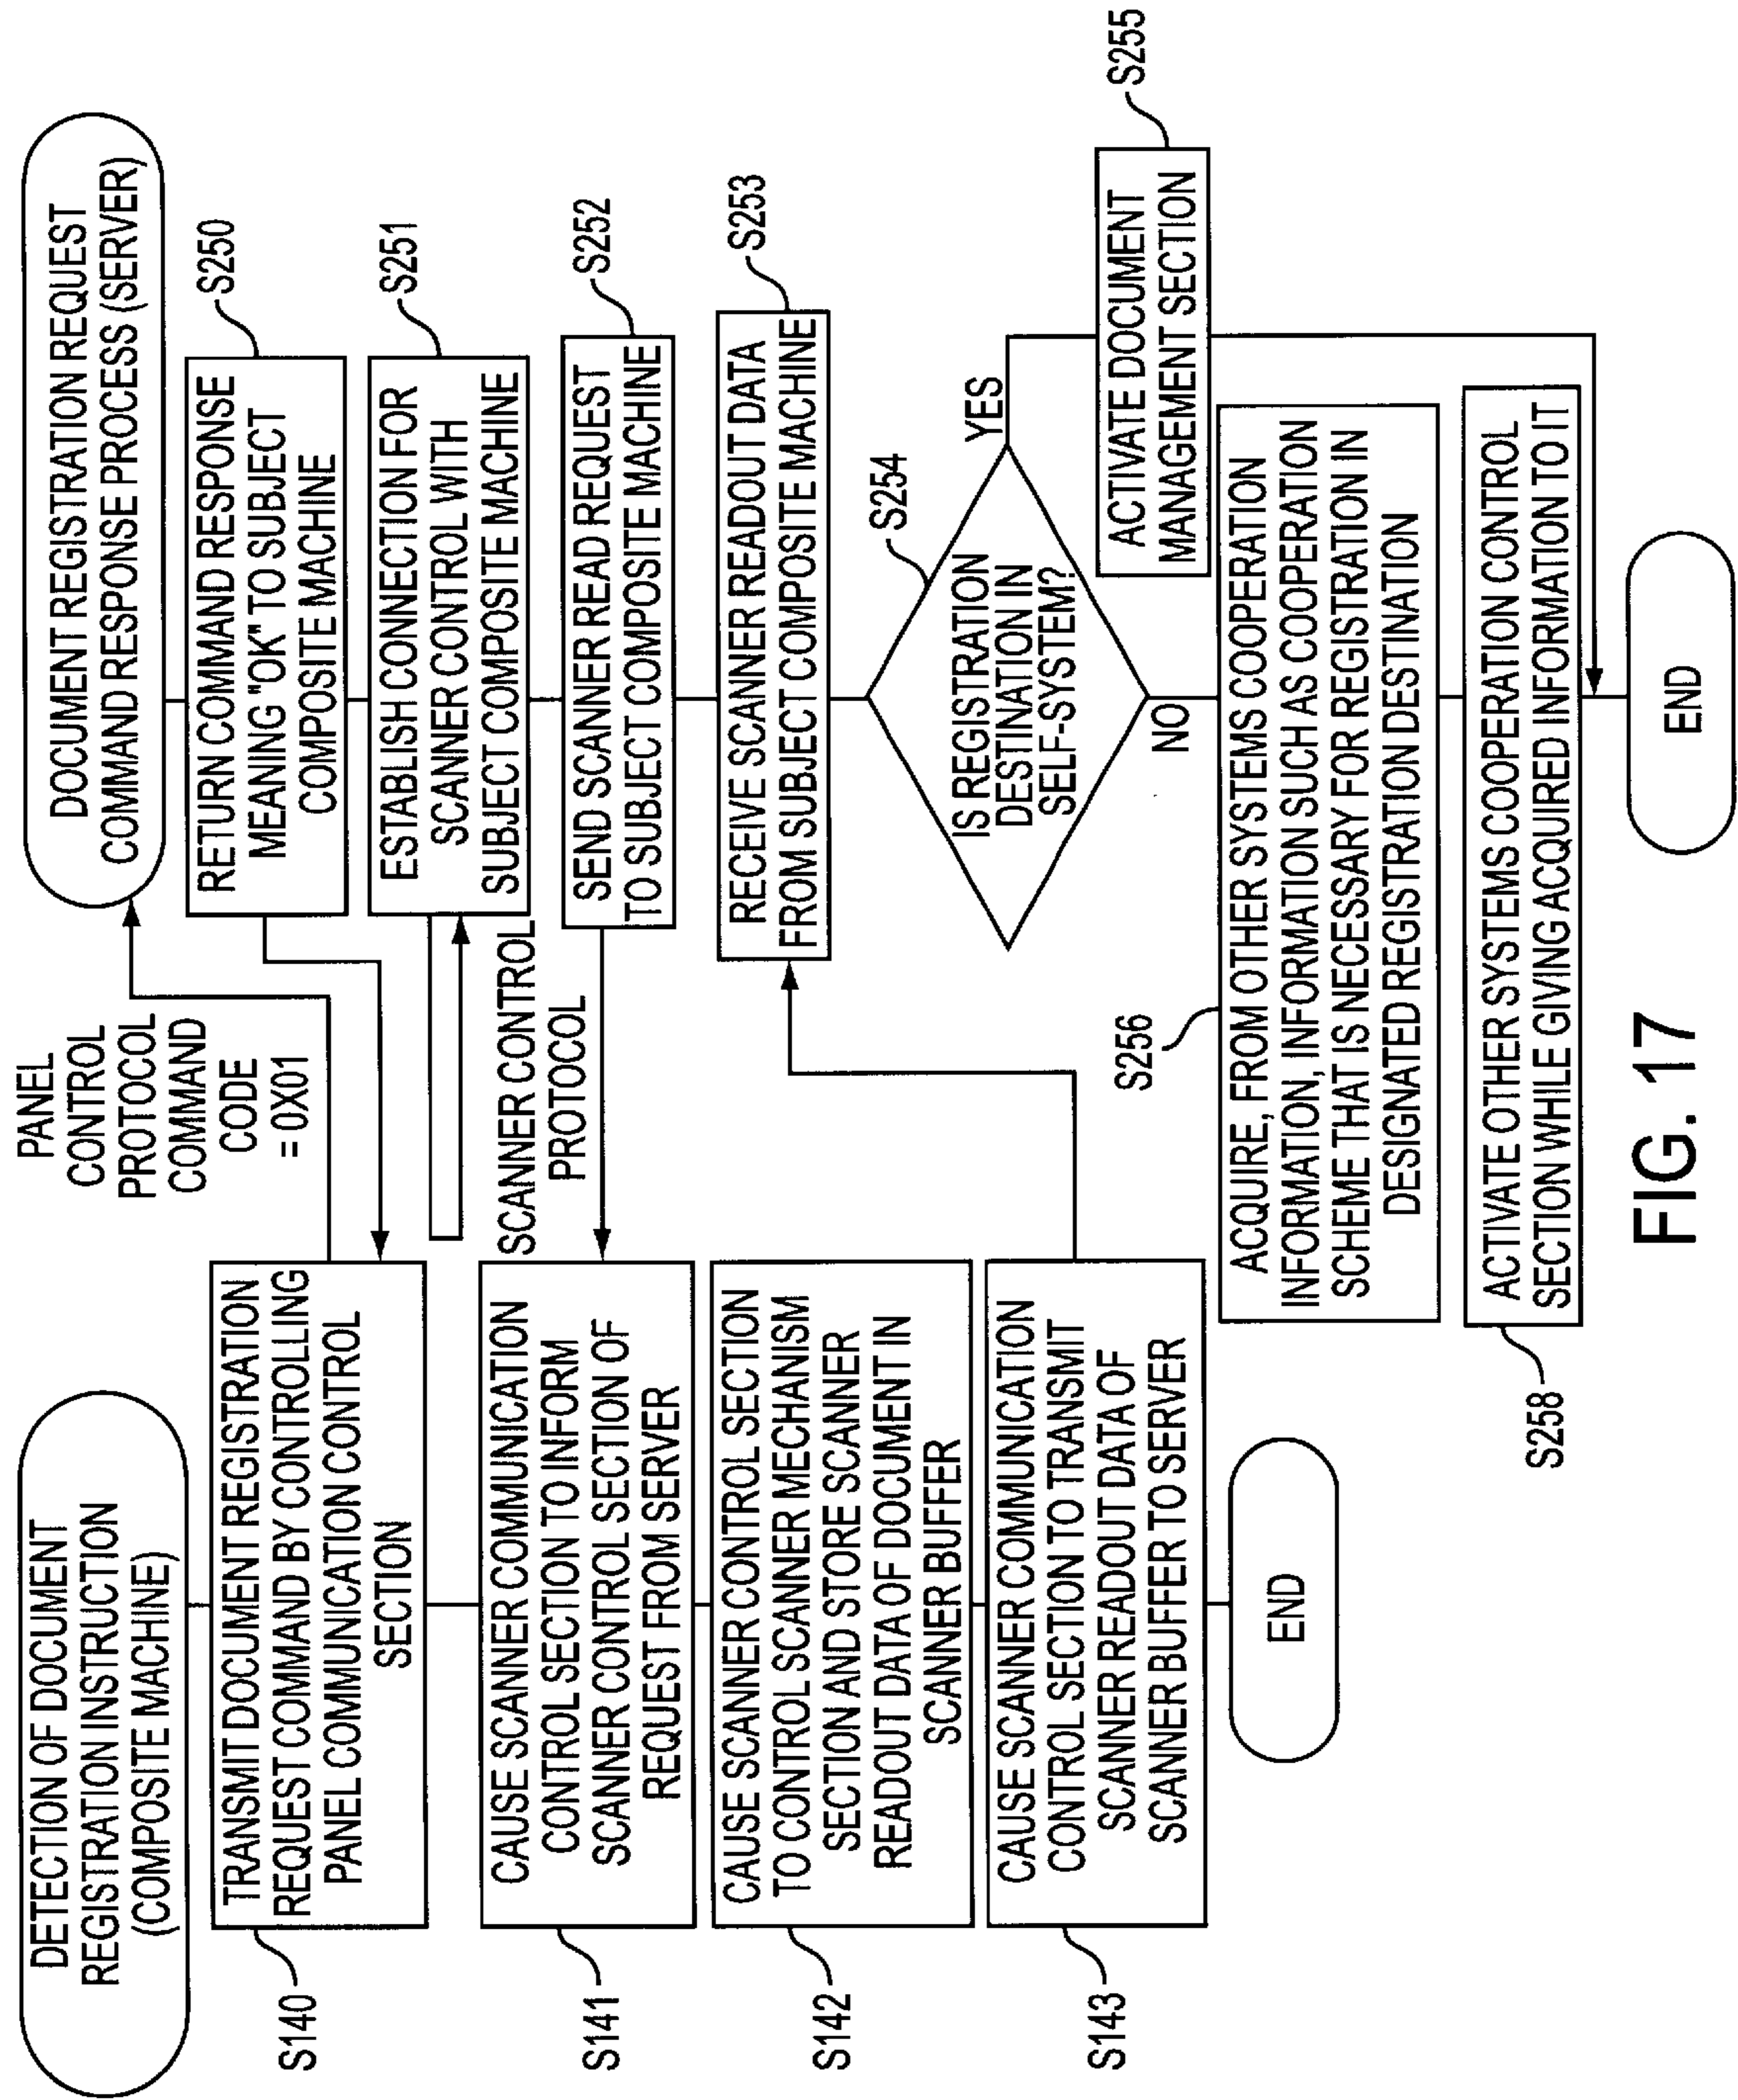 DETECTION OF DOCUMENT
REGISTRATION INSTRUCTION
(COMPOSITE MACHINE)
S140
TRANSMIT DOCUMENT REGISTRATION
REQUEST COMMAND BY CONTROLLING
PANEL COMMUNICATION CONTROL
SECTION
S141
CAUSE SCANNER COMMUNICATION
CONTROL SECTION TO INFORM
SCANNER CONTROL SECTION OF
REQUEST FROM SERVER
S142
CAUSE SCANNER CONTROL SECTION
TO CONTROL SCANNER MECHANISM
SECTION AND STORE SCANNER
READOUT DATA OF DOCUMENT IN
SCANNER BUFFER
S143
CAUSE SCANNER COMMUNICATION
CONTROL SECTION TO TRANSMIT
SCANNER READOUT DATA OF
SCANNER BUFFER TO SERVER
END
PANEL
CONTROL
PROTOCOL
COMMAND
CODE
= 0X01
SCANNER CONTROL
PROTOCOL
DOCUMENT REGISTRATION REQUEST
COMMAND RESPONSE PROCESS (SERVER)
RETURN COMMAND RESPONSE
MEANING "OK" TO SUBJECT
COMPOSITE MACHINE
S250
ESTABLISH CONNECTION FOR
SCANNER CONTROL WITH
SUBJECT COMPOSITE MACHINE
S251
SEND SCANNER READ REQUEST
TO SUBJECT COMPOSITE MACHINE
S252
RECEIVE SCANNER READOUT DATA
FROM SUBJECT COMPOSITE MACHINE
S253
IS REGISTRATION
DESTINATION IN
SELF-SYSTEM?
S254
YES
NO
ACTIVATE DOCUMENT
MANAGEMENT SECTION
S255
S256
ACQUIRE, FROM OTHER SYSTEMS COOPERATION
INFORMATION, INFORMATION SUCH AS COOPERATION
SCHEME THAT IS NECESSARY FOR REGISTRATION IN
DESIGNATED REGISTRATION DESTINATION
S258
ACTIVATE OTHER SYSTEMS COOPERATION CONTROL
SECTION WHILE GIVING ACQUIRED INFORMATION TO IT
END
FIG. 17